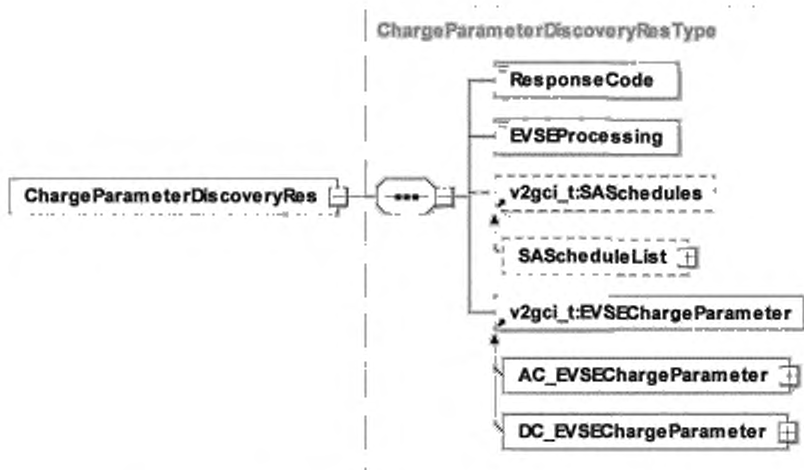 ChargeParameterDiscoveryResType
ResponseCode
EVSEProcessing
ChargeParameterDiscoveryRes
v2gci_t:SASchedules
SAScheduleList
v2gci_t:EVSEChargeParameter
AC_EVSEChargeParameter
DC_EVSEChargeParameter